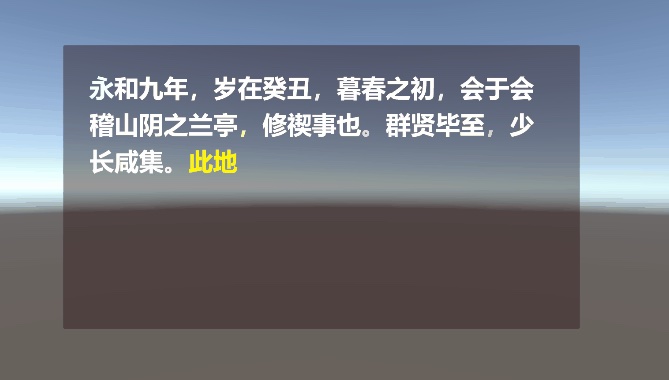 永和九年，岁在癸丑，暮春之初，会于会
稽山阴之兰亭，修禊事也。群贤毕至，少
长咸集。此地